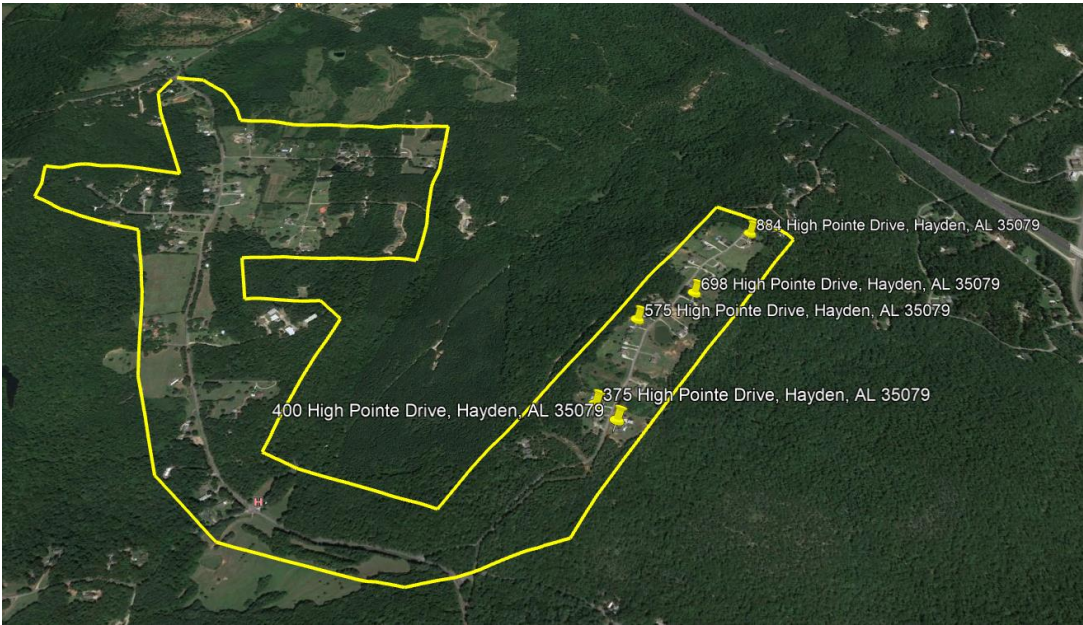 884 High Pointe Drive, Hayden, AL 35079
698 High Pointe Drive, Hayden, AL 35079
575 High Pointe Drive, Hayden, AL 35079
375 High Pointe Drive, Hayden, AL 35079
400 High Pointe Drive, Hayden, AL 35079
H